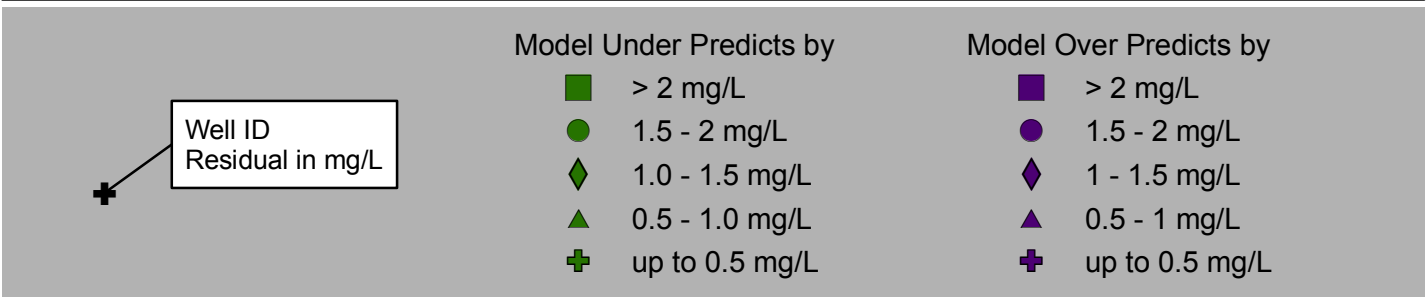 Well ID
Residual in mg/L
Model Under Predicts by
> 2 mg/L
1.5 - 2 mg/L
1.0 - 1.5 mg/L
0.5 - 1.0 mg/L
up to 0.5 mg/L
Model Over Predicts by
> 2 mg/L
1.5 - 2 mg/L
1 - 1.5 mg/L
0.5 - 1 mg/L
up to 0.5 mg/L